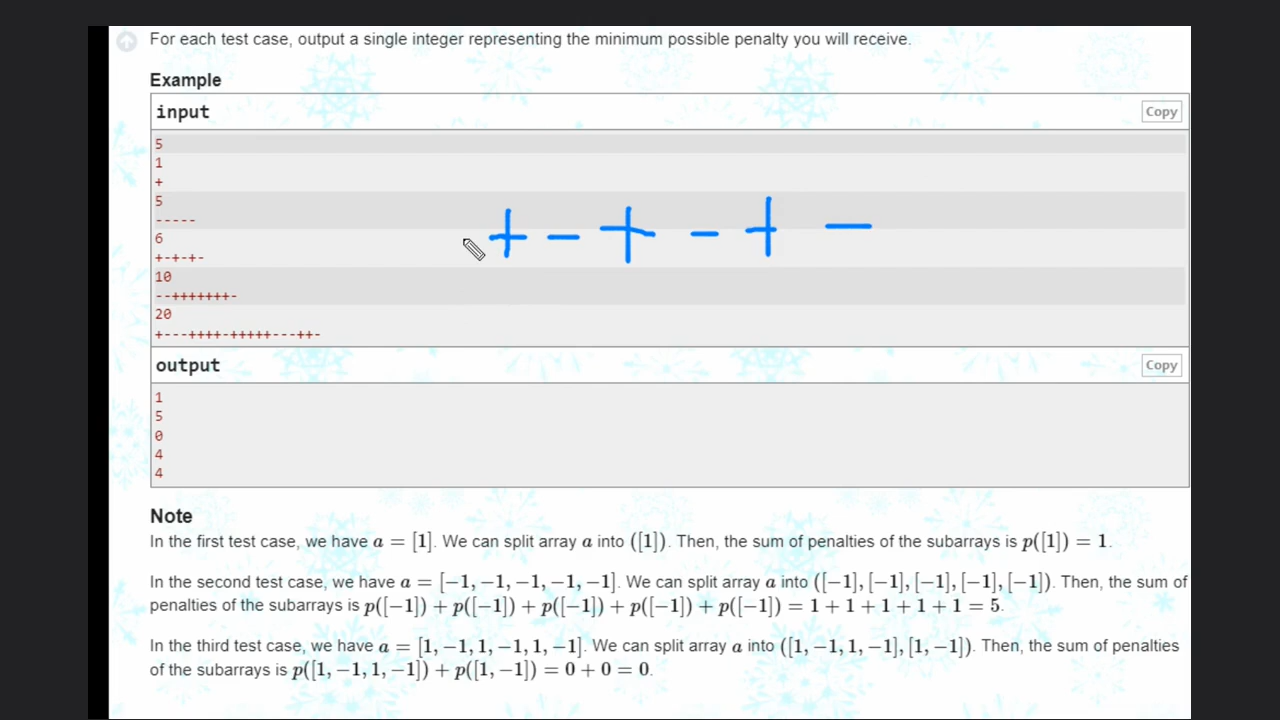 For each test case, output a single integer representing the minimum possible penalty you will receive.
Example
input
Copy
5
1
+
5
-----
6
+-+-+-
10
--+++++++-
20
+---++++-+++++---++-
+ - + - + -
output
Copy
1
5
0
4
4
Note
In the first test case, we have a = [1]. We can split array a into ([1]). Then, the sum of penalties of the subarrays is p([1]) = 1.
In the second test case, we have a = [−1, −1, −1, −1, −1]. We can split array a into ([−1], [−1], [−1], [−1], [−1]). Then, the sum of
penalties of the subarrays is p([−1]) + p([−1]) + p([−1]) + p([−1]) + p([−1]) = 1 + 1 + 1 + 1 + 1 = 5.
In the third test case, we have a = [1, −1, 1, −1, 1, −1]. We can split array a into ([1, −1, 1, −1], [1, −1]). Then, the sum of penalties
of the subarrays is p([1, −1, 1, −1]) + p([1, −1]) = 0 + 0 = 0.